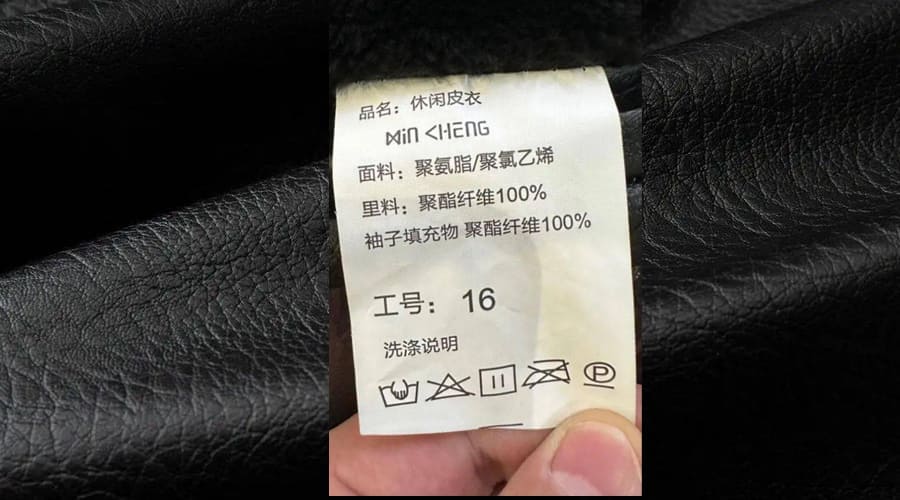 品名：休闲皮衣
MIN CHENG
面料：聚氨脂/聚氯乙烯
里料：聚酯纤维100%
袖子填充物 聚酯纤维100%
工号：16
洗涤说明
P